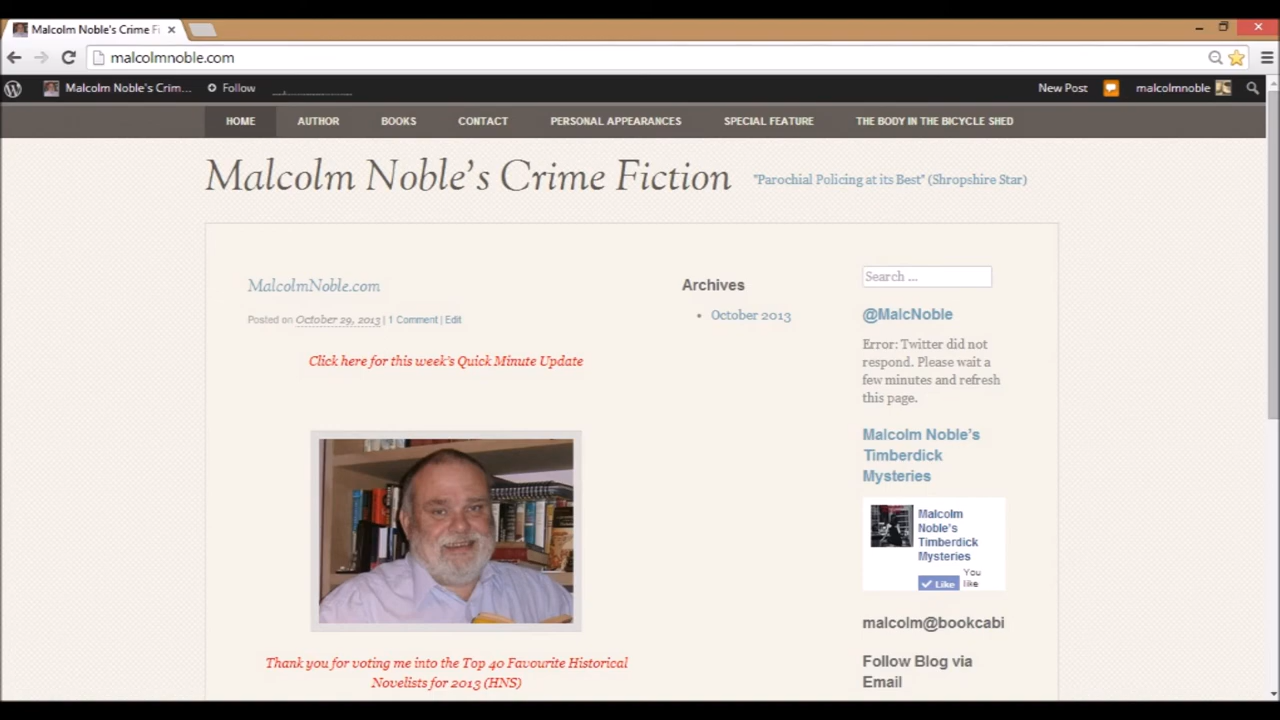 Malcolm Noble's Crime Fi
malcolmnoble.com
Malcolm Noble's Crim... Follow New Post malcolmnoble
HOME AUTHOR BOOKS CONTACT PERSONAL APPEARANCES SPECIAL FEATURE THE BODY IN THE BICYCLE SHED
Malcolm Noble's Crime Fiction
"Parochial Policing at its Best" (Shropshire Star)
MalcolmNoble.com
Posted on October 29, 2013 | 1 Comment | Edit
Click here for this week's Quick Minute Update
Thank you for voting me into the Top 40 Favourite Historical
Novelists for 2013 (HNS)
Archives
• October 2013
Search ...
@MalcNoble
Error: Twitter did not
respond. Please wait a
few minutes and refresh
this page.
Malcolm Noble's
Timberdick
Mysteries
Malcolm
Noble's
Timberdick
Mysteries
Like
You
like
malcolm@bookcabi
Follow Blog via
Email